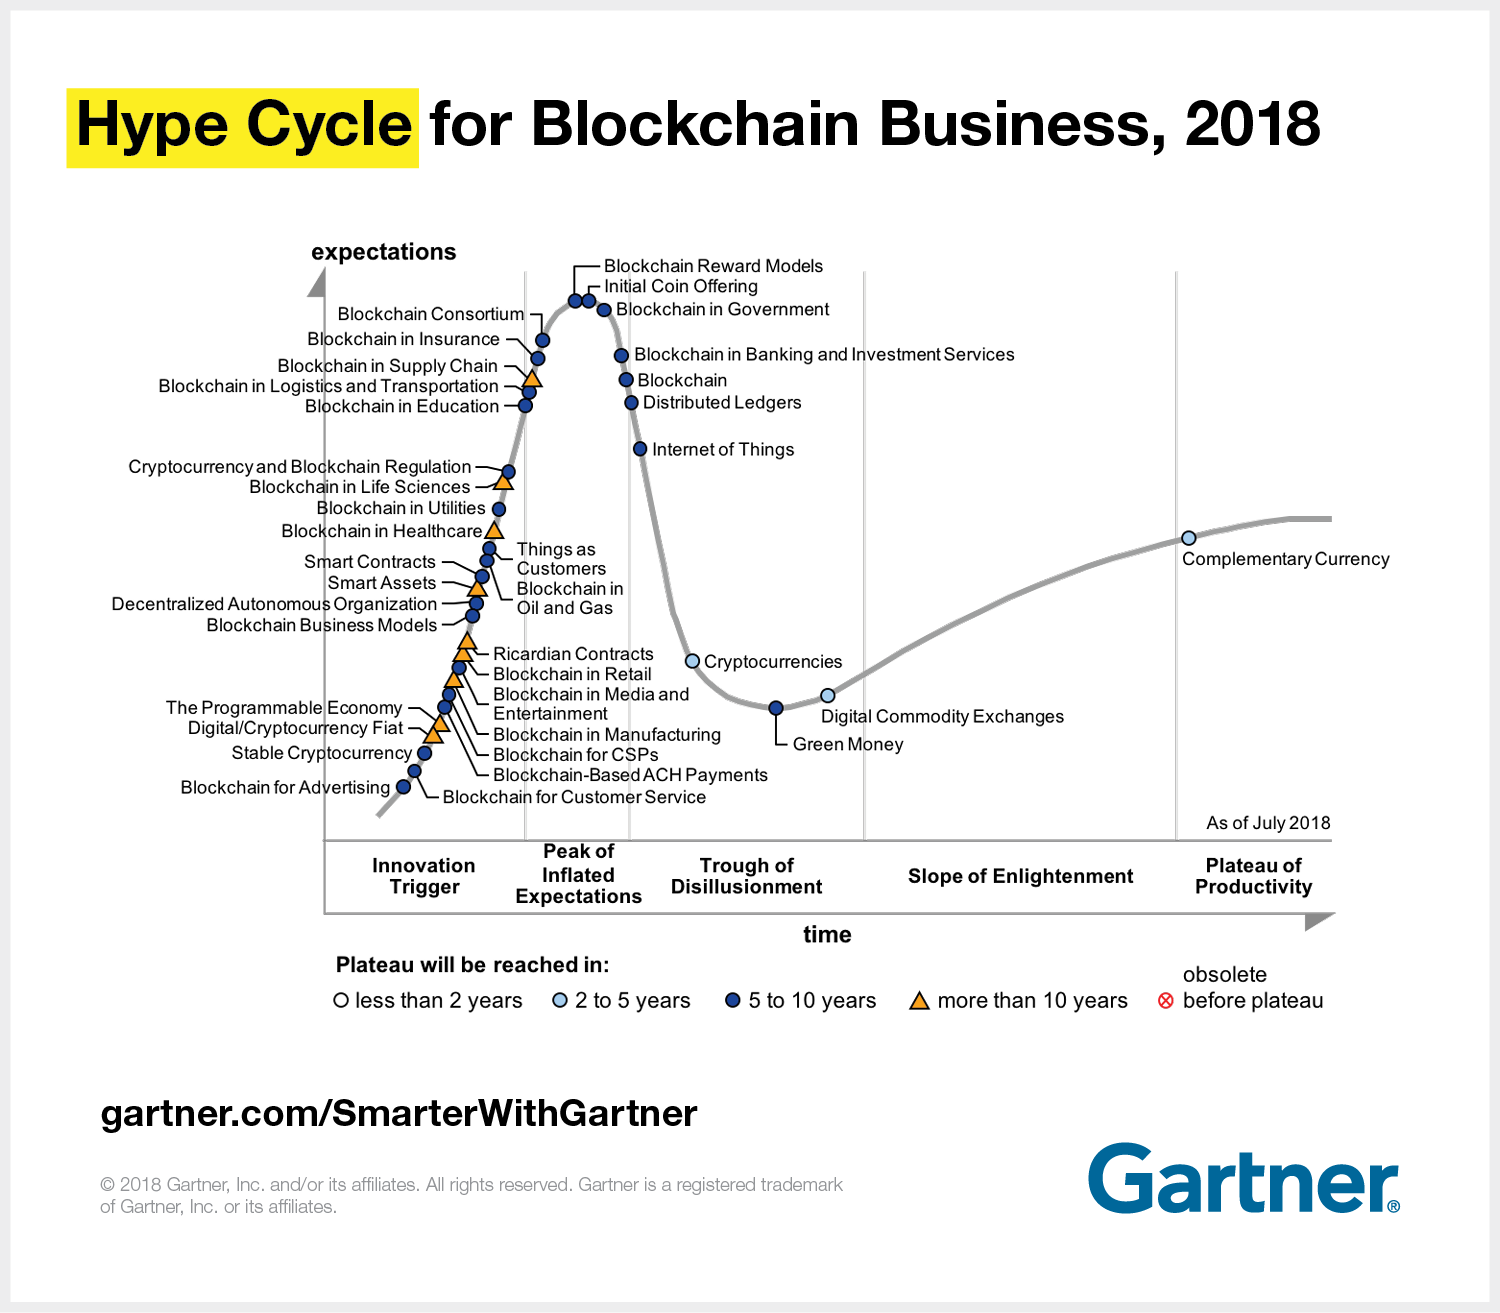 Hype Cycle for Blockchain Business, 2018
expectations
Blockchain Reward Models
Initial Coin Offering
Blockchain in Government
Blockchain Consortium
Blockchain in Insurance
Blockchain in Supply Chain
Blockchain in Logistics and Transportation
Blockchain in Education
Blockchain in Banking and Investment Services
Blockchain
Distributed Ledgers
Internet of Things
Cryptocurrency and Blockchain Regulation
Blockchain in Life Sciences
Blockchain in Utilities
Blockchain in Healthcare
Things as
Customers
Smart Contracts
Smart Assets
Blockchain in
Oil and Gas
Decentralized Autonomous Organization
Blockchain Business Models
Ricardian Contracts
Blockchain in Retail
Blockchain in Media and
Entertainment
Blockchain in Manufacturing
Blockchain for CSPs
Blockchain-Based ACH Payments
Blockchain for Customer Service
The Programmable Economy
Digital/Cryptocurrency Fiat
Stable Cryptocurrency
Blockchain for Advertising
Cryptocurrencies
Digital Commodity Exchanges
Green Money
Complementary Currency
As of July 2018
Innovation
Trigger
Peak of
Inflated
Expectations
Trough of
Disillusionment
Slope of Enlightenment
Plateau of
Productivity
time
Plateau will be reached in:
less than 2 years
2 to 5 years
5 to 10 years
more than 10 years
obsolete
before plateau
gartner.com/SmarterWithGartner
© 2018 Gartner, Inc. and/or its affiliates. All rights reserved. Gartner is a registered trademark
of Gartner, Inc. or its affiliates.
Gartner®